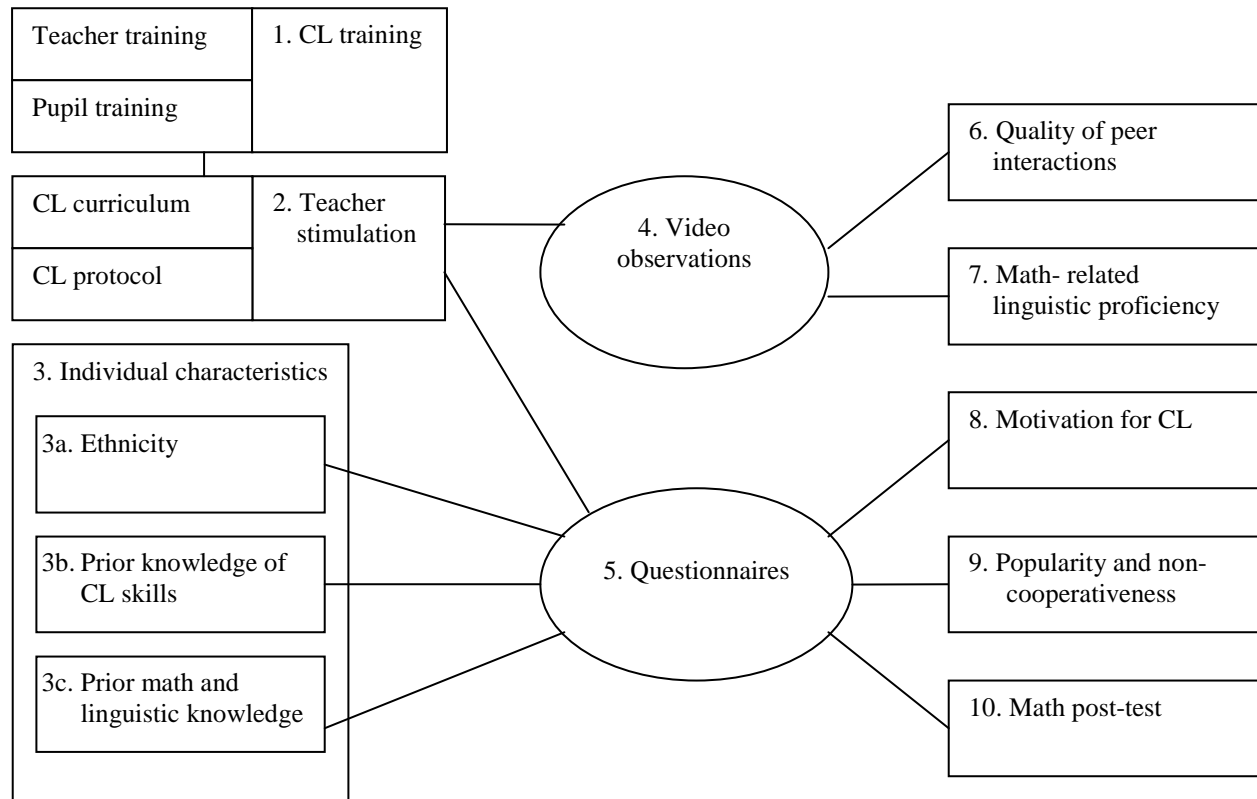 Teacher training
1. CL training
Pupil training
CL curriculum
2. Teacher
stimulation
CL protocol
3. Individual characteristics
3a. Ethnicity
3b. Prior knowledge of
CL skills
3c. Prior math and
linguistic knowledge
4. Video
observations
5. Questionnaires
6. Quality of peer
interactions
7. Math- related
linguistic proficiency
8. Motivation for CL
9. Popularity and non-
cooperativeness
10. Math post-test